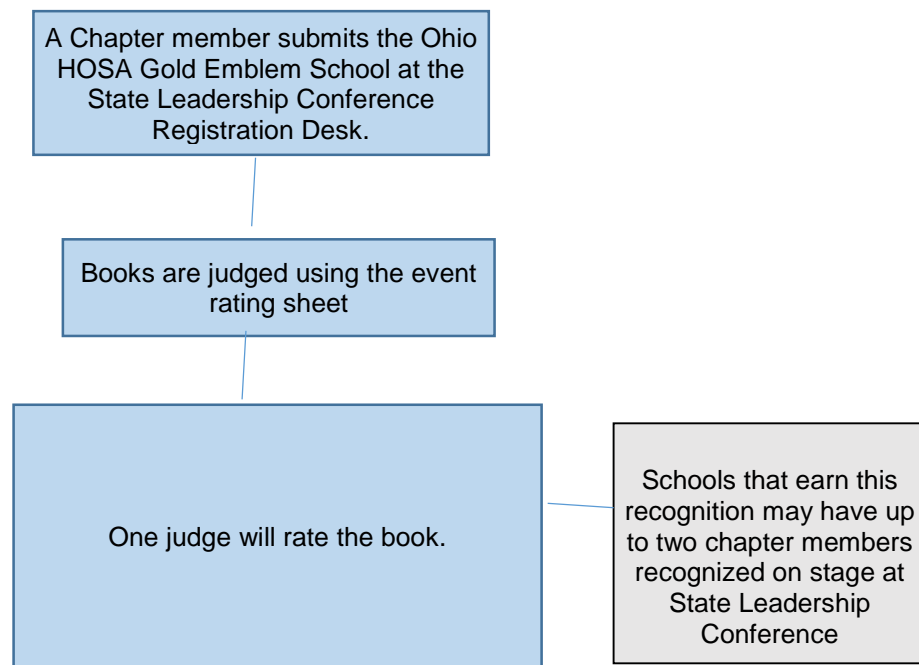 A Chapter member submits the Ohio
HOSA Gold Emblem School at the
State Leadership Conference
Registration Desk.
Books are judged using the event
rating sheet
One judge will rate the book.
Schools that earn this
recognition may have up
to two chapter members
recognized on stage at
State Leadership
Conference